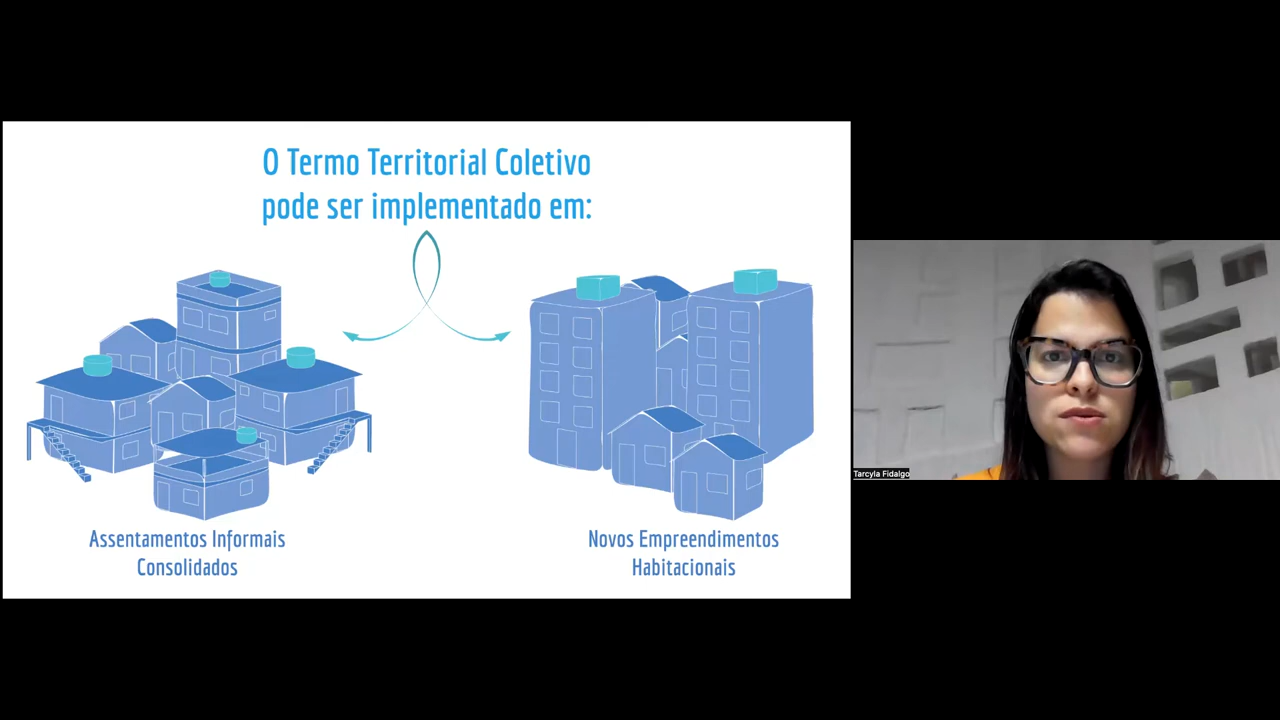 O Termo Territorial Coletivo
pode ser implementado em:
Assentamentos Informais
Consolidados
Novos Empreendimentos
Habitacionais
Tarcyla Fidalgo